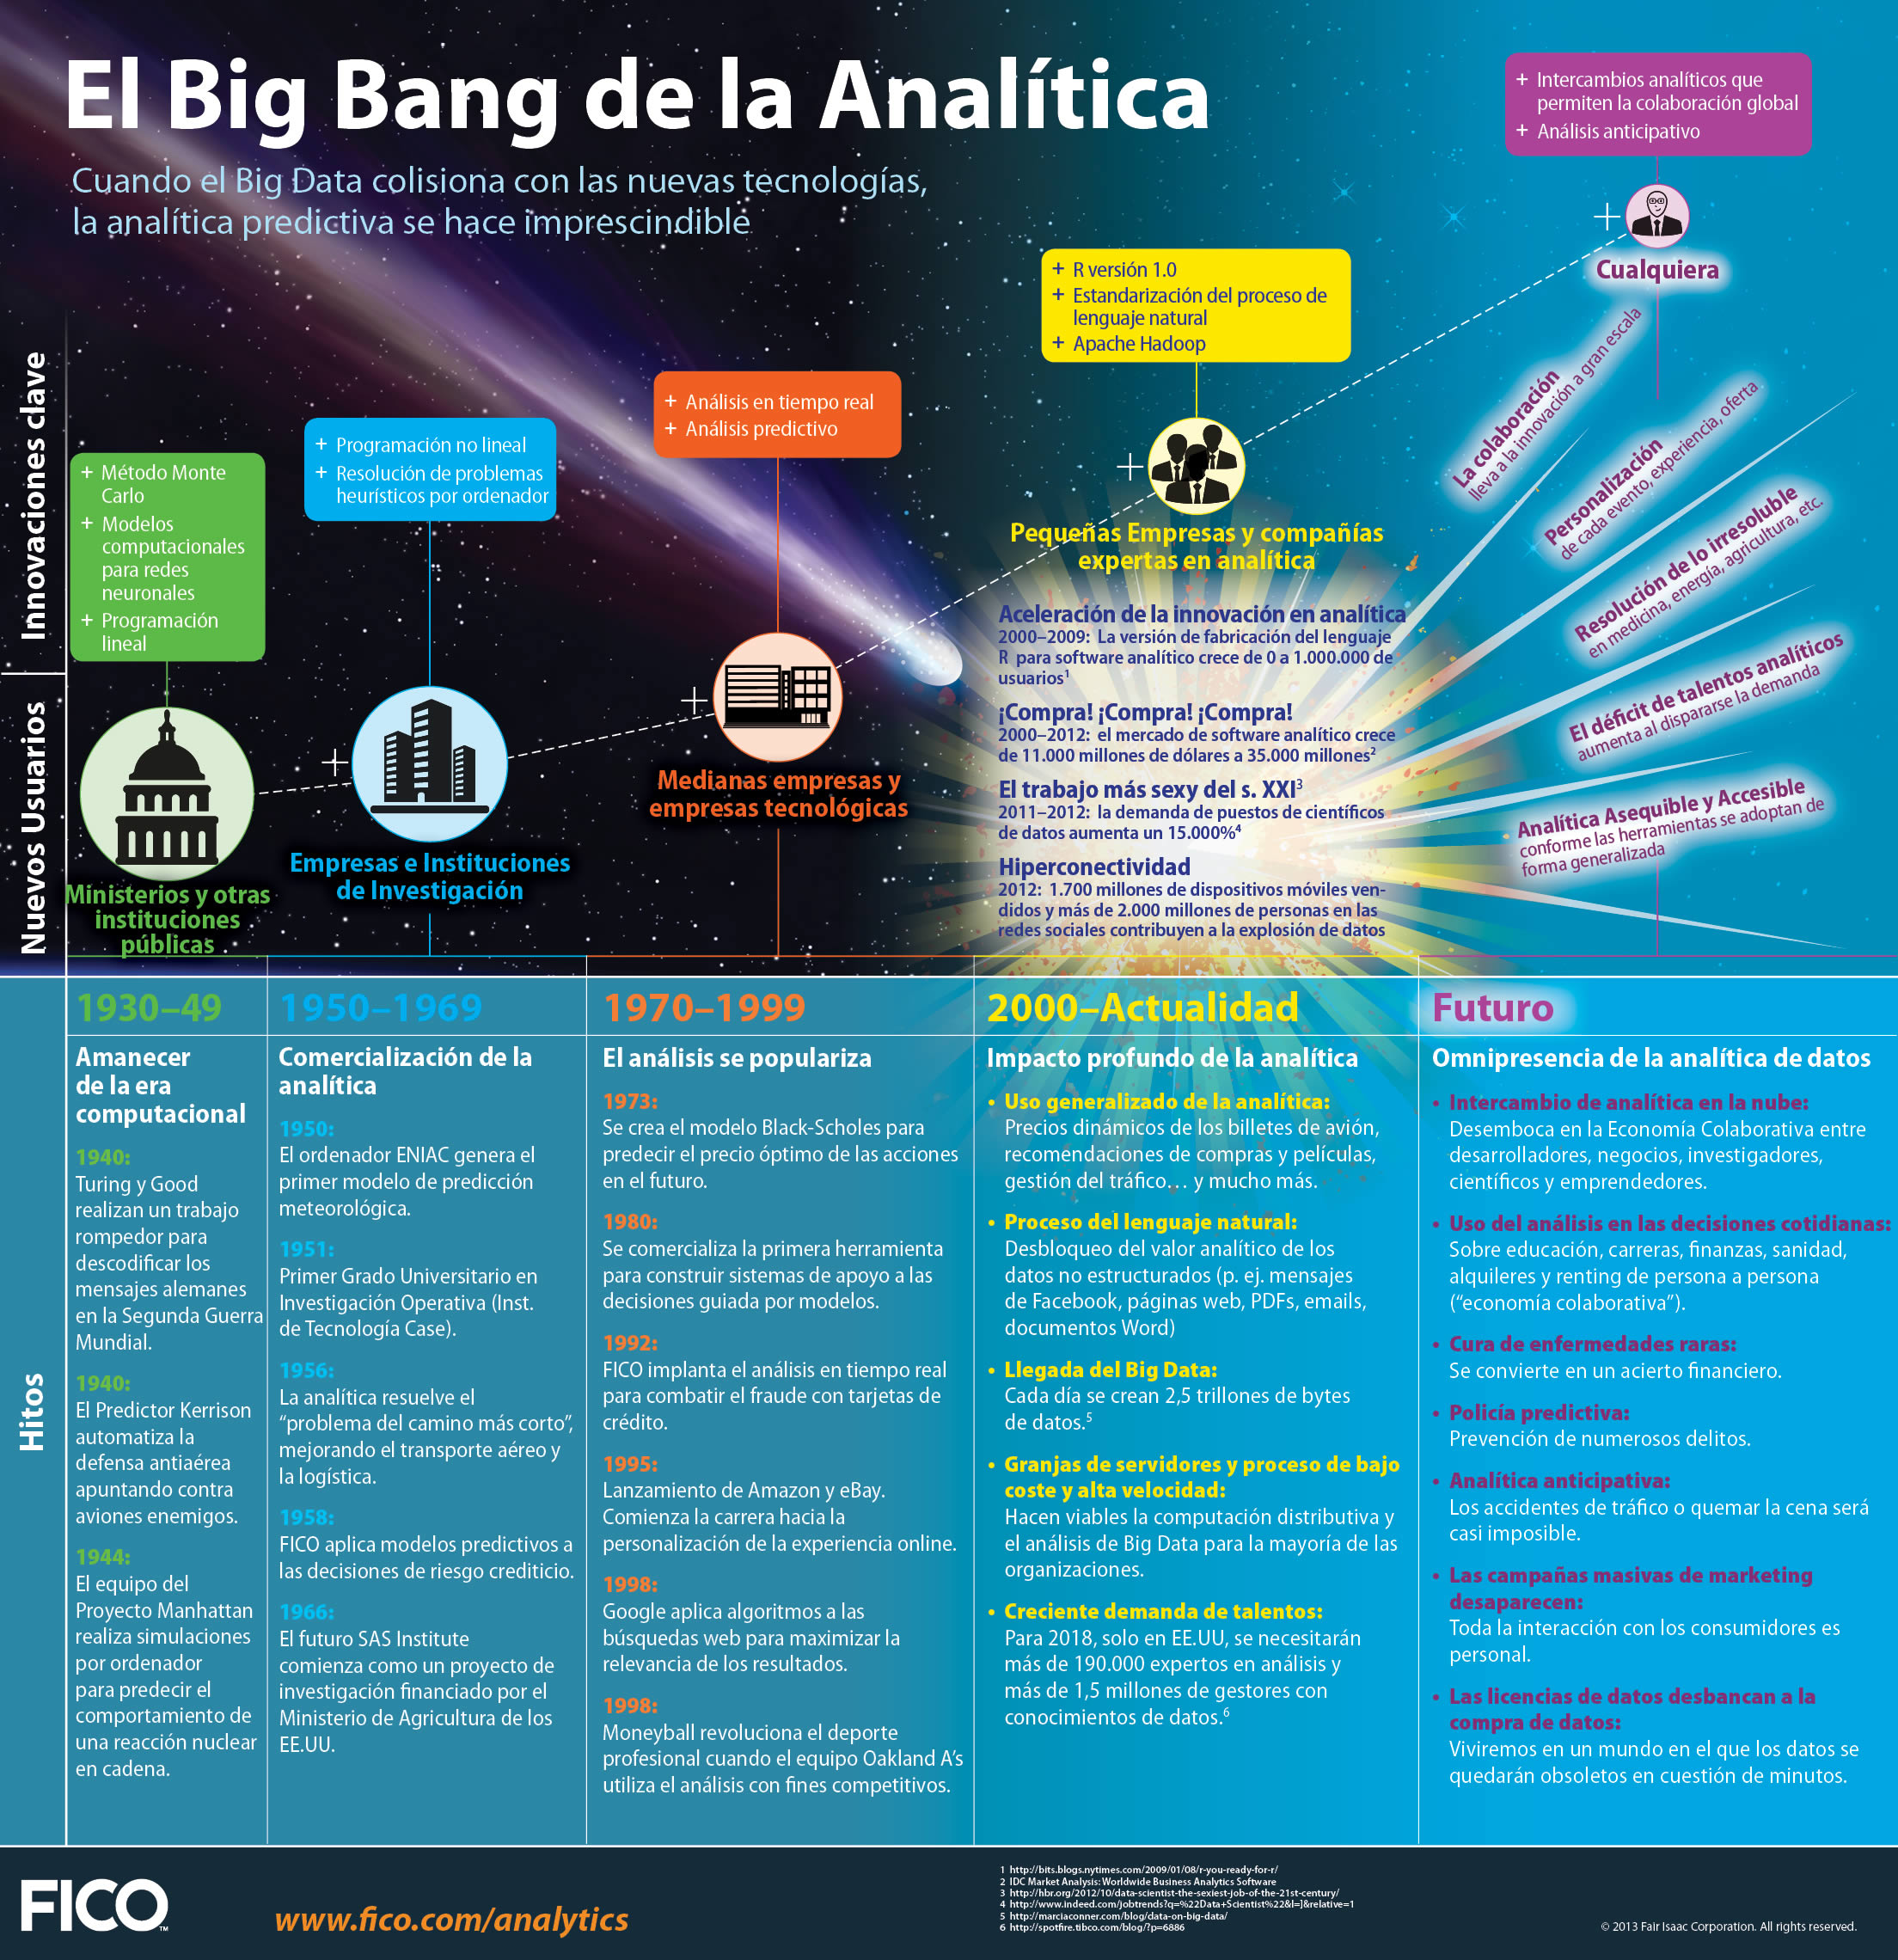 El Big Bang de la Analítica
Cuando el Big Data colisiona con las nuevas tecnologías,
la analítica predictiva se hace imprescindible
Innovaciones clave
Nuevos Usuarios
+ Método Monte
Carlo
+ Modelos
computacionales
para redes
neuronales
+ Programación
lineal
Ministerios y otras
instituciones
públicas
+ Programación no lineal
+ Resolución de problemas
heurísticos por ordenador
+
Empresas e Instituciones
de Investigación
+ Análisis en tiempo real
+ Análisis predictivo
+
Medianas empresas y
empresas tecnológicas
+ R versión 1.0
+ Estandarización del proceso de
lenguaje natural
+ Apache Hadoop
+
Pequeñas Empresas y compañías
expertas en analítica
Aceleración de la innovación en analítica
2000–2009: La versión de fabricación del lenguaje
R para software analítico crece de 0 a 1.000.000 de
usuarios¹
¡Compra! ¡Compra! ¡Compra!
2000–2012: el mercado de software analítico crece
de 11.000 millones de dólares a 35.000 millones²
El trabajo más sexy del s. XXI³
2011–2012: la demanda de puestos de científicos
de datos aumenta un 15.000%⁴
Hiperconectividad
2012: 1.700 millones de dispositivos móviles ven-
didos y más de 2.000 millones de personas en las
redes sociales contribuyen a la explosión de datos
+ Intercambios analíticos que
permiten la colaboración global
+ Análisis anticipativo
+
Cualquiera
La colaboración
lleva a la innovación a gran escala
Personalización
de cada evento, experiencia, oferta
Resolución de lo irresoluble
en medicina, energía, agricultura, etc.
El déficit de talentos analíticos
aumenta al dispararse la demanda
Analítica Asequible y Accesible
conforme las herramientas se adoptan de
forma generalizada
Hitos
1930–49
Amanecer
de la era
computacional
1940:
Turing y Good
realizan un trabajo
rompedor para
descodificar los
mensajes alemanes
en la Segunda Guerra
Mundial.
1940:
El Predictor Kerrison
automatiza la
defensa antiaérea
apuntando contra
aviones enemigos.
1944:
El equipo del
Proyecto Manhattan
realiza simulaciones
por ordenador
para predecir el
comportamiento de
una reacción nuclear
en cadena.
1950–1969
Comercialización de la
analítica
1950:
El ordenador ENIAC genera el
primer modelo de predicción
meteorológica.
1951:
Primer Grado Universitario en
Investigación Operativa (Inst.
de Tecnología Case).
1956:
La analítica resuelve el
“problema del camino más corto”,
mejorando el transporte aéreo y
la logística.
1958:
FICO aplica modelos predictivos a
las decisiones de riesgo crediticio.
1966:
El futuro SAS Institute
comienza como un proyecto de
investigación financiado por el
Ministerio de Agricultura de los
EE.UU.
1970–1999
El análisis se populariza
1973:
Se crea el modelo Black-Scholes para
predecir el precio óptimo de las acciones
en el futuro.
1980:
Se comercializa la primera herramienta
para construir sistemas de apoyo a las
decisiones guiada por modelos.
1992:
FICO implanta el análisis en tiempo real
para combatir el fraude con tarjetas de
crédito.
1995:
Lanzamiento de Amazon y eBay.
Comienza la carrera hacia la
personalización de la experiencia online.
1998:
Google aplica algoritmos a las
búsquedas web para maximizar la
relevancia de los resultados.
1998:
Moneyball revoluciona el deporte
profesional cuando el equipo Oakland A’s
utiliza el análisis con fines competitivos.
2000–Actualidad
Impacto profundo de la analítica
• Uso generalizado de la analítica:
Precios dinámicos de los billetes de avión,
recomendaciones de compras y películas,
gestión del tráfico… y mucho más.
• Proceso del lenguaje natural:
Desbloqueo del valor analítico de los
datos no estructurados (p. ej. mensajes
de Facebook, páginas web, PDFs, emails,
documentos Word)
• Llegada del Big Data:
Cada día se crean 2,5 trillones de bytes
de datos.⁵
• Granjas de servidores y proceso de bajo
coste y alta velocidad:
Hacen viables la computación distributiva y
el análisis de Big Data para la mayoría de las
organizaciones.
• Creciente demanda de talentos:
Para 2018, solo en EE.UU, se necesitarán
más de 190.000 expertos en análisis y
más de 1,5 millones de gestores con
conocimientos de datos.⁶
Futuro
Omnipresencia de la analítica de datos
• Intercambio de analítica en la nube:
Desemboca en la Economía Colaborativa entre
desarrolladores, negocios, investigadores,
científicos y emprendedores.
• Uso del análisis en las decisiones cotidianas:
Sobre educación, carreras, finanzas, sanidad,
alquileres y renting de persona a persona
(“economía colaborativa”).
• Cura de enfermedades raras:
Se convierte en un acierto financiero.
• Policía predictiva:
Prevención de numerosos delitos.
• Analítica anticipativa:
Los accidentes de tráfico o quemar la cena será
casi imposible.
• Las campañas masivas de marketing
desaparecen:
Toda la interacción con los consumidores es
personal.
• Las licencias de datos desbancan a la
compra de datos:
Viviremos en un mundo en el que los datos se
quedarán obsoletos en cuestión de minutos.
FICO™
www.fico.com/analytics
1 http://bits.blogs.nytimes.com/2009/01/08/r-you-ready-for-r/
2 IDC Market Analysis: Worldwide Business Analytics Software
3 http://hbr.org/2012/10/data-scientist-the-sexiest-job-of-the-21st-century/
4 http://www.indeed.com/jobtrends?q=%22Data+Scientist%22&l=]&relative=1
5 http://marciaconner.com/blog/data-on-big-data/
6 http://spotfire.tibco.com/blog/?p=6886
© 2013 Fair Isaac Corporation. All rights reserved.